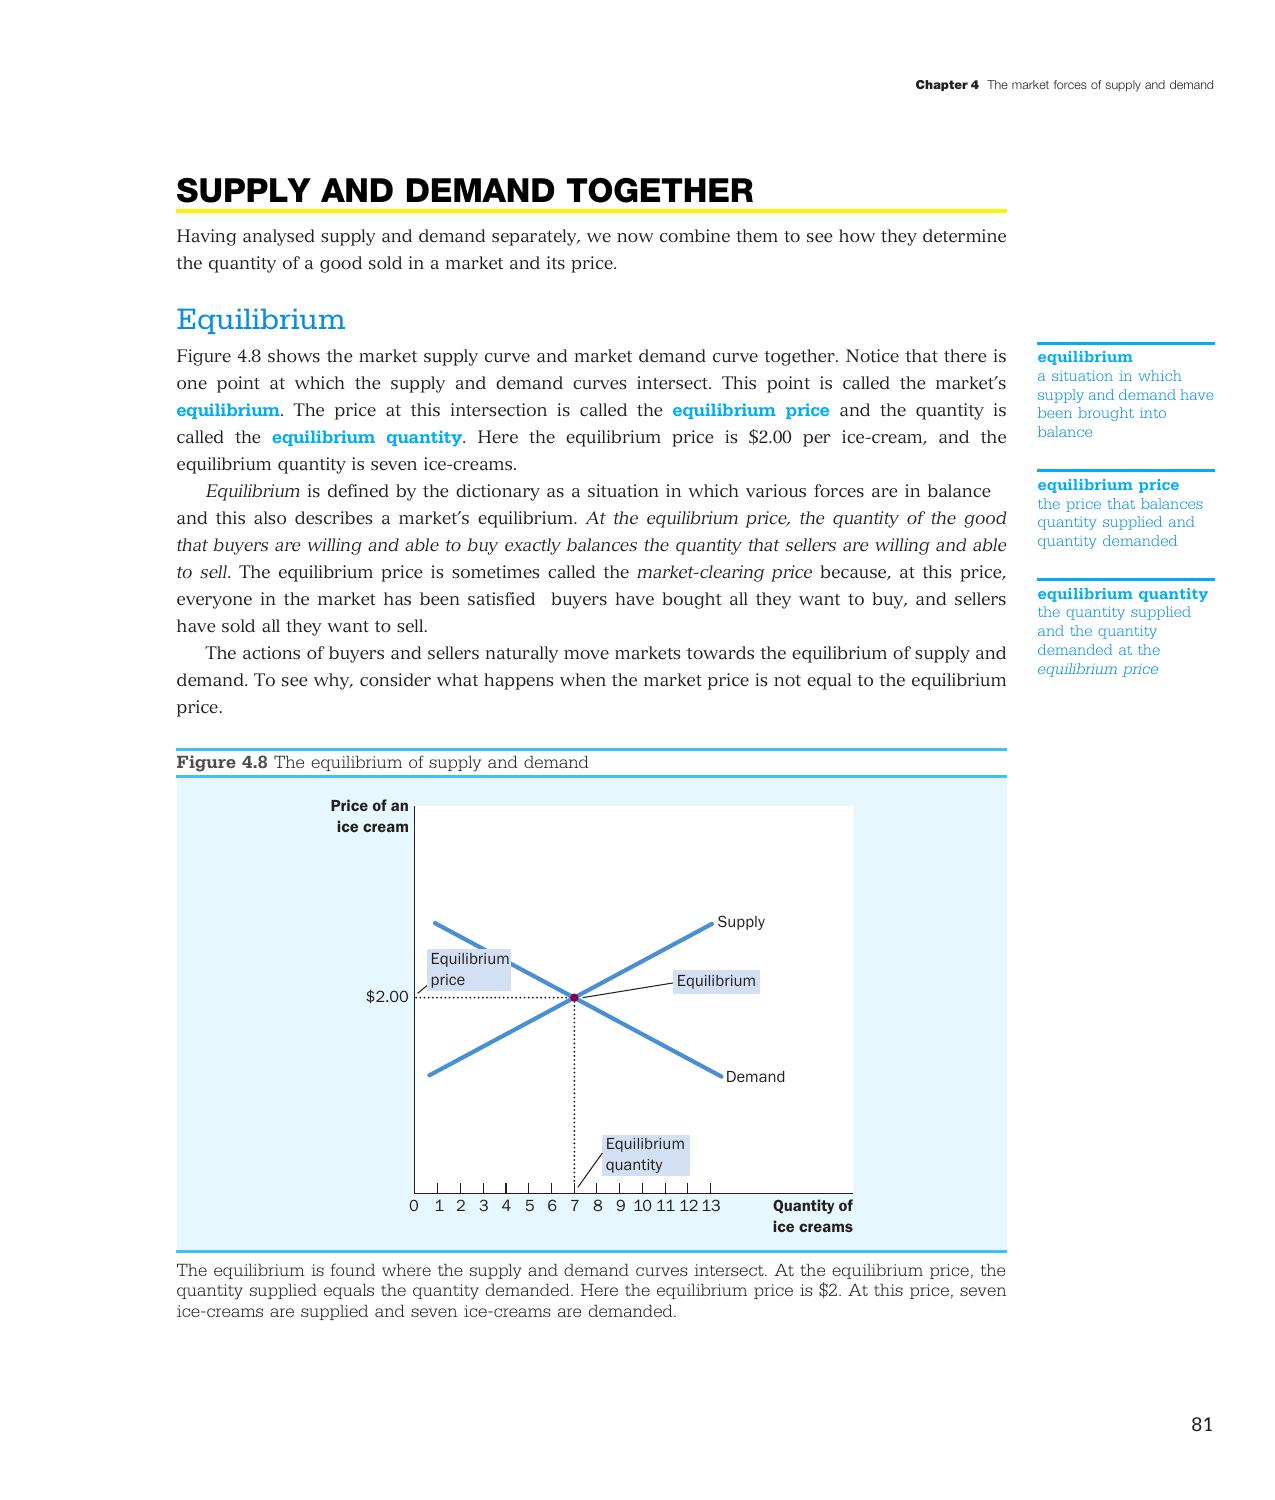 Chapter 4 The market forces of supply and demand
SUPPLY AND DEMAND TOGETHER
Having analysed supply and demand separately, we now combine them to see how they determine
the quantity of a good sold in a market and its price.
Equilibrium
Figure 4.8 shows the market supply curve and market demand curve together. Notice that there is
one point at which the supply and demand curves intersect. This point is called the market’s
equilibrium. The price at this intersection is called the equilibrium price and the quantity is
called the equilibrium quantity. Here the equilibrium price is $2.00 per ice-cream, and the
equilibrium quantity is seven ice-creams.
Equilibrium is defined by the dictionary as a situation in which various forces are in balance
and this also describes a market’s equilibrium. At the equilibrium price, the quantity of the good
that buyers are willing and able to buy exactly balances the quantity that sellers are willing and able
to sell. The equilibrium price is sometimes called the market-clearing price because, at this price,
everyone in the market has been satisfied buyers have bought all they want to buy, and sellers
have sold all they want to sell.
The actions of buyers and sellers naturally move markets towards the equilibrium of supply and
demand. To see why, consider what happens when the market price is not equal to the equilibrium
price.
equilibrium
a situation in which
supply and demand have
been brought into
balance
equilibrium price
the price that balances
quantity supplied and
quantity demanded
equilibrium quantity
the quantity supplied
and the quantity
demanded at the
equilibrium price
Figure 4.8 The equilibrium of supply and demand
Price of an
ice cream
Supply
Equilibrium
price
Equilibrium
$2.00
Demand
Equilibrium
quantity
0 1 2 3 4 5 6 7 8 9 10 11 12 13
Quantity of
ice creams
The equilibrium is found where the supply and demand curves intersect. At the equilibrium price, the
quantity supplied equals the quantity demanded. Here the equilibrium price is $2. At this price, seven
ice-creams are supplied and seven ice-creams are demanded.
81